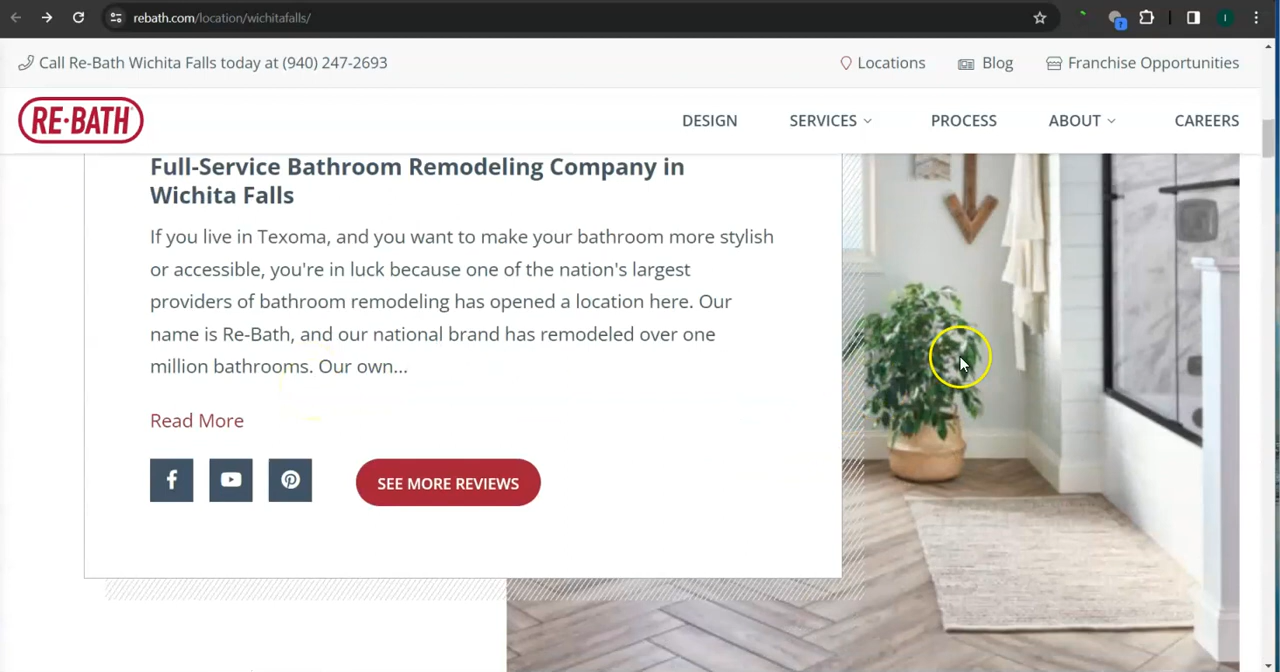 rebath.com/location/wichitafalls/
I
?
Call Re-Bath Wichita Falls today at (940) 247-2693
Locations
Blog
Franchise Opportunities
RE·BATH
DESIGN
SERVICES
PROCESS
ABOUT
CAREERS
Full-Service Bathroom Remodeling Company in
Wichita Falls
If you live in Texoma, and you want to make your bathroom more stylish
or accessible, you're in luck because one of the nation's largest
providers of bathroom remodeling has opened a location here. Our
name is Re-Bath, and our national brand has remodeled over one
million bathrooms. Our own...
Read More
SEE MORE REVIEWS